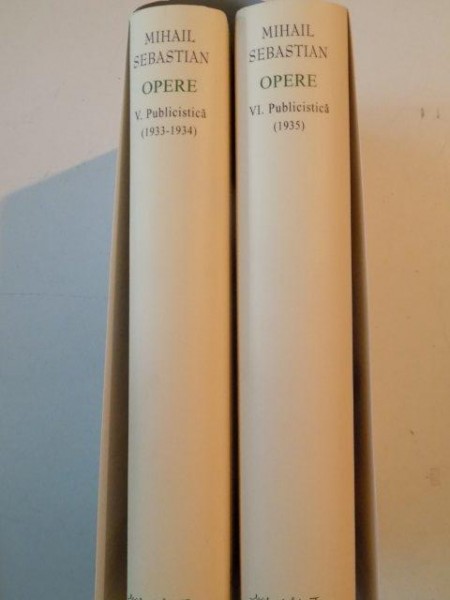 MIHAIL
SEBASTIAN
OPERE
V. Publicistică
(1933-1934)
MIHAIL
SEBASTIAN
OPERE
VI. Publicistică
(1935)